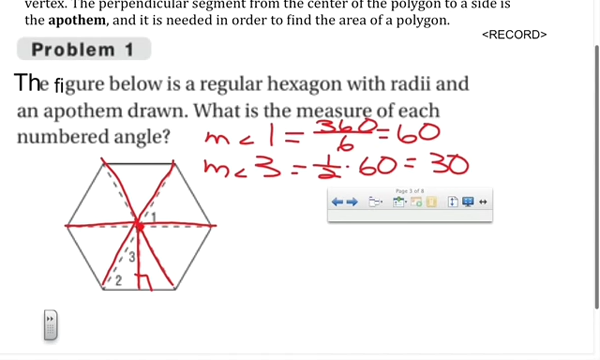 vertex. The perpendicular segment from the center of the polygon to a side is
the apothem, and it is needed in order to find the area of a polygon.
<RECORD>
Problem 1
The figure below is a regular hexagon with radii and
an apothem drawn. What is the measure of each
numbered angle?
m<1 = 360/6 = 60
m<3 = 1/2 · 60 = 30
Page 3 of 8
1
3
2